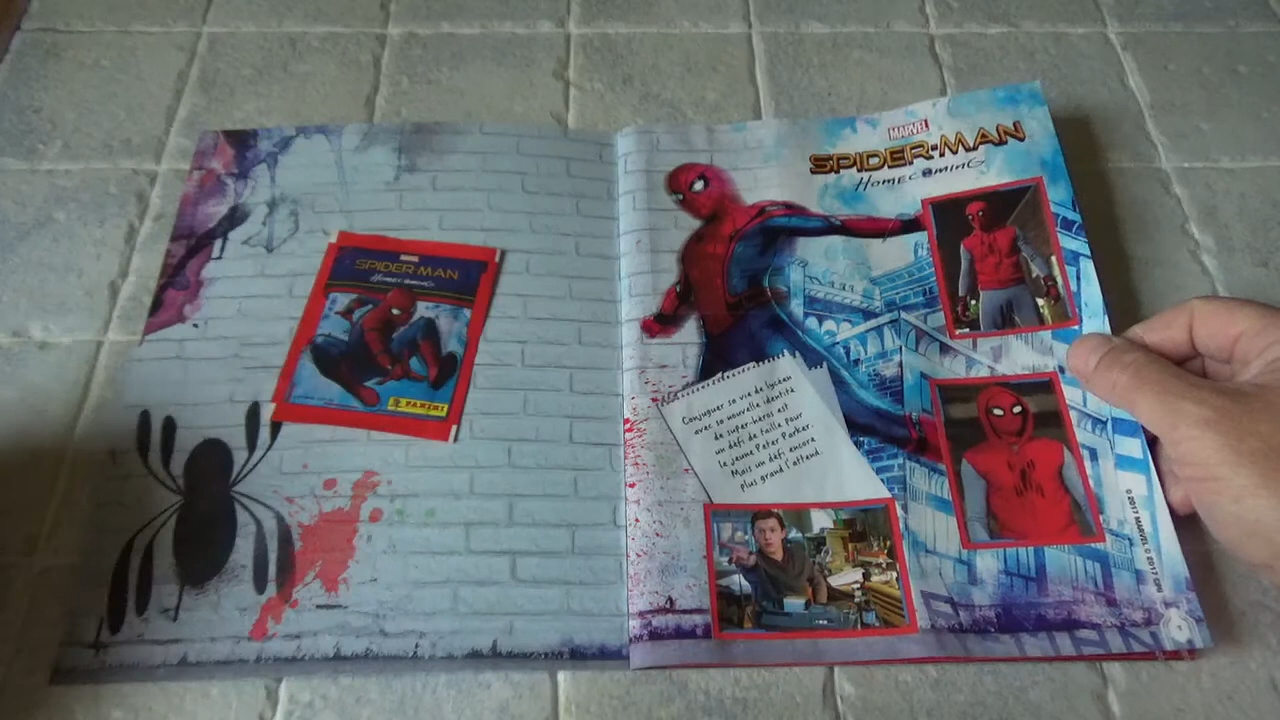 MARVEL
SPIDER-MAN
HOMECOMING
PANINI
MARVEL
SPIDER-MAN
HOMECOMING
Conjuguer sa vie de lycéen
avec sa nouvelle identité
de super-héros est
un défi de taille pour
le jeune Peter Parker.
Mais un défi encore
plus grand l'attend.
© 2017 MARVEL © 2017 CPII